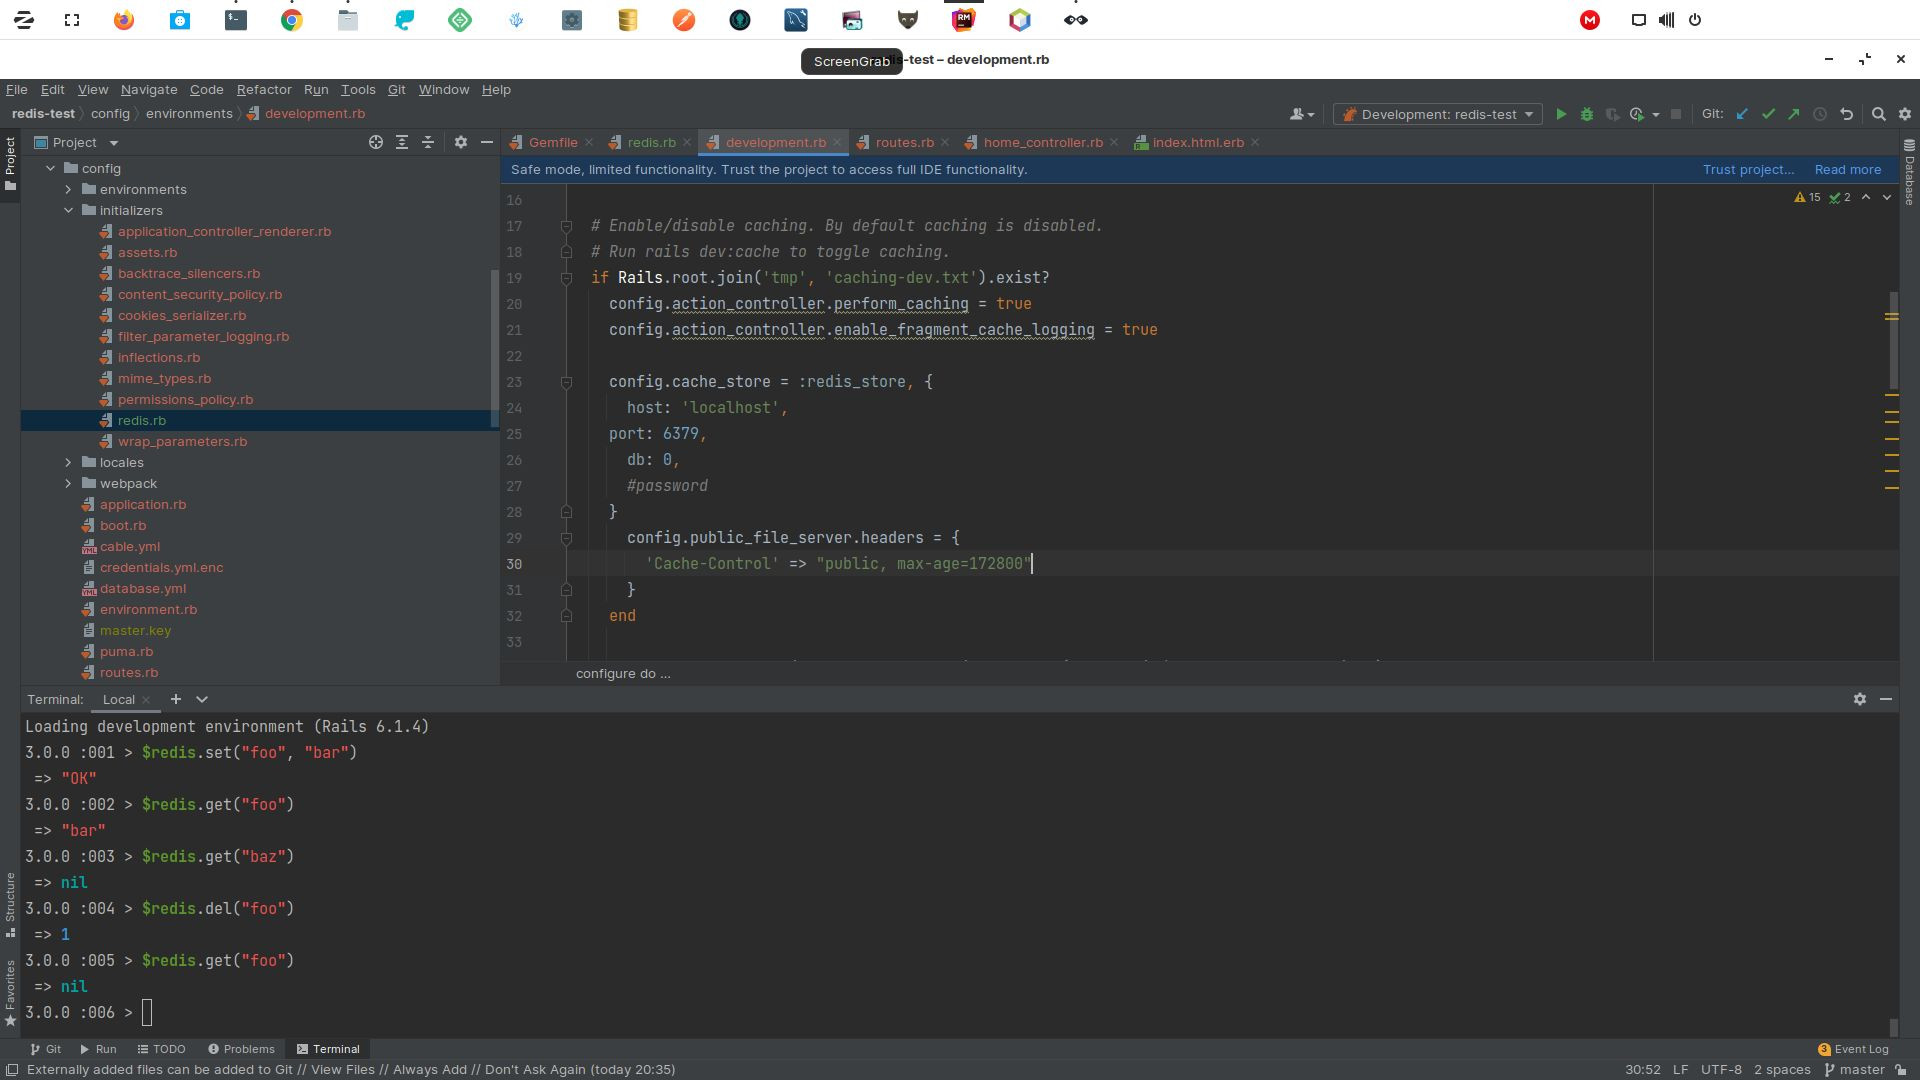 ScreenGrab
-test – development.rb
File Edit View Navigate Code Refactor Run Tools Git Window Help
redis-test config environments development.rb
Development: redis-test
Git:
Project
Gemfile
redis.rb
development.rb
routes.rb
home_controller.rb
index.html.erb
Project
Database
Safe mode, limited functionality. Trust the project to access full IDE functionality.
Trust project... Read more
config
environments
initializers
application_controller_renderer.rb
assets.rb
backtrace_silencers.rb
content_security_policy.rb
cookies_serializer.rb
filter_parameter_logging.rb
inflections.rb
mime_types.rb
permissions_policy.rb
redis.rb
wrap_parameters.rb
locales
webpack
application.rb
boot.rb
cable.yml
credentials.yml.enc
database.yml
environment.rb
master.key
puma.rb
routes.rb
15 2
16
17 # Enable/disable caching. By default caching is disabled.
18 # Run rails dev:cache to toggle caching.
19 if Rails.root.join('tmp', 'caching-dev.txt').exist?
20 config.action_controller.perform_caching = true
21 config.action_controller.enable_fragment_cache_logging = true
22
23 config.cache_store = :redis_store, {
24 host: 'localhost',
25 port: 6379,
26 db: 0,
27 #password
28 }
29 config.public_file_server.headers = {
30 'Cache-Control' => "public, max-age=172800"
31 }
32 end
33
configure do ...
Terminal: Local
Loading development environment (Rails 6.1.4)
3.0.0 :001 > $redis.set("foo", "bar")
=> "OK"
3.0.0 :002 > $redis.get("foo")
=> "bar"
3.0.0 :003 > $redis.get("baz")
=> nil
3.0.0 :004 > $redis.del("foo")
=> 1
3.0.0 :005 > $redis.get("foo")
=> nil
3.0.0 :006 >
Structure
Favorites
Git Run TODO Problems Terminal
3 Event Log
Externally added files can be added to Git // View Files // Always Add // Don't Ask Again (today 20:35)
30:52 LF UTF-8 2 spaces master